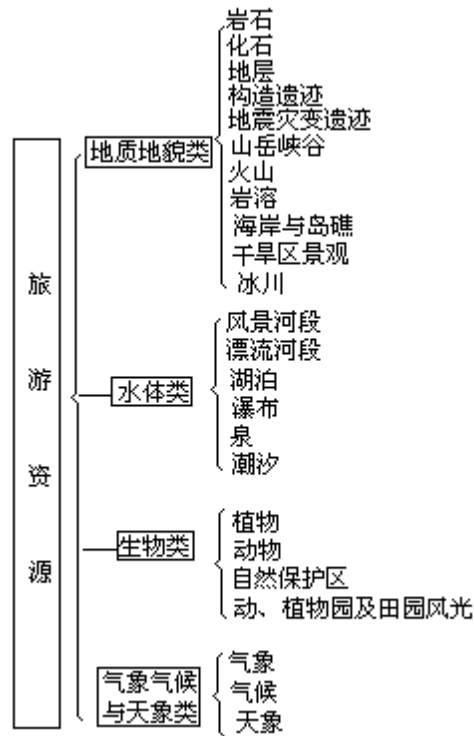 旅游资源
地质地貌类
岩石
化石
地层
构造遗迹
地震灾变遗迹
山岳峡谷
火山
岩溶
海岸与岛礁
干旱区景观
冰川
水体类
风景河段
漂流河段
湖泊
瀑布
泉
潮汐
生物类
植物
动物
自然保护区
动、植物园及田园风光
气象气候
与天象类
气象
气候
天象